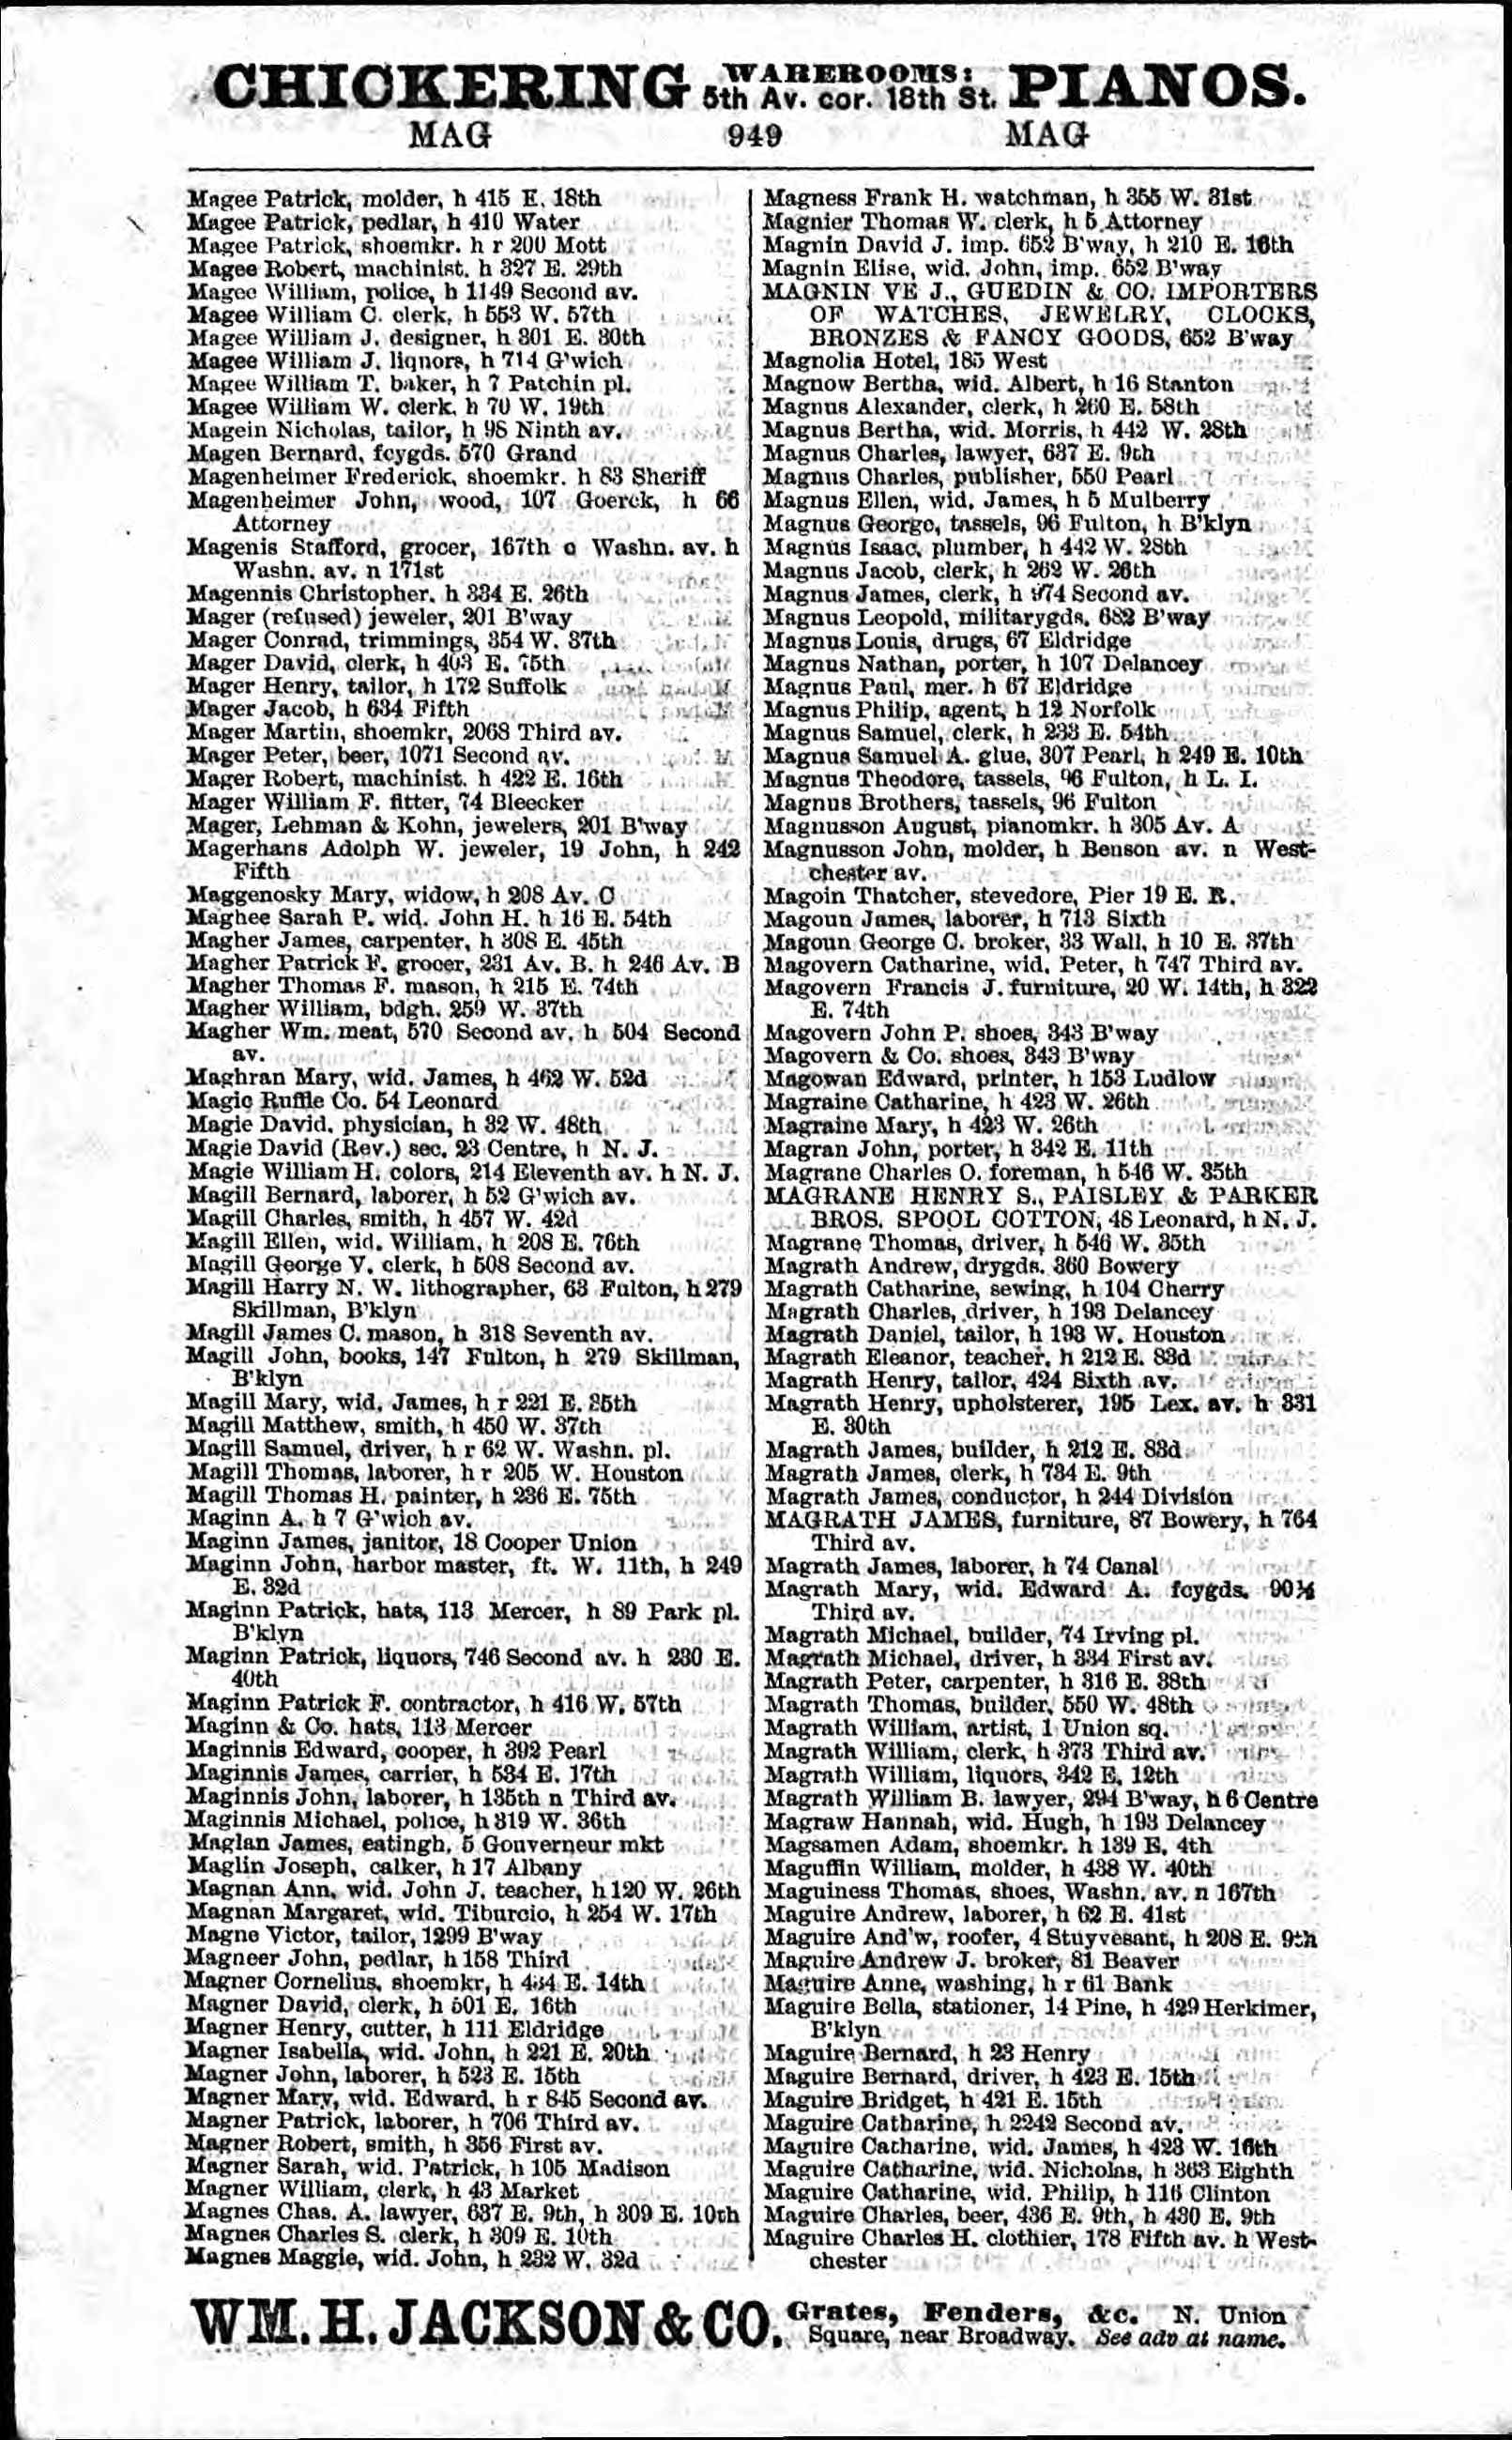 CHICKERING WAREROOMS: 5th Av. cor. 18th St. PIANOS.
MAG 949 MAG
Magee Patrick, molder, h 415 E. 18th
Magee Patrick, pedlar, h 410 Water
Magee Patrick, shoemkr. h r 200 Mott
Magee Robert, machinist. h 327 E. 29th
Magee William, police, h 1149 Second av.
Magee William C. clerk, h 553 W. 57th
Magee William J. designer, h 301 E. 30th
Magee William J. liquors, h 714 G'wich
Magee William T. baker, h 7 Patchin pl.
Magee William W. clerk, h 70 W. 19th
Magein Nicholas, tailor, h 98 Ninth av.
Magen Bernard, fcygds. 570 Grand
Magenheimer Frederick, shoemkr. h 83 Sheriff
Magenheimer John, wood, 107 Goerck, h 66
Attorney
Magenis Stafford, grocer, 167th c Washn. av. h
Washn. av. n 171st
Magennis Christopher. h 334 E. 26th
Mager (refused) jeweler, 201 B'way
Mager Conrad, trimmings, 354 W. 37th
Mager David, clerk, h 403 E. 75th
Mager Henry, tailor, h 172 Suffolk
Mager Jacob, h 634 Fifth
Mager Martin, shoemkr, 2068 Third av.
Mager Peter, beer, 1071 Second av.
Mager Robert, machinist. h 422 E. 16th
Mager William F. fitter, 74 Bleecker
Mager, Lehman & Kohn, jewelers, 201 B'way
Magerhans Adolph W. jeweler, 19 John, h 242
Fifth
Maggenosky Mary, widow, h 208 Av. C
Maghee Sarah P. wid. John H. h 16 E. 54th
Magher James, carpenter, h 308 E. 45th
Magher Patrick F. grocer, 231 Av. B. h 246 Av. B
Magher Thomas F. mason, h 215 E. 74th
Magher William, bdgh. 259 W. 37th
Magher Wm. meat, 570 Second av. h 504 Second
av.
Maghran Mary, wid. James, h 462 W. 52d
Magic Ruffle Co. 54 Leonard
Magie David, physician, h 32 W. 48th
Magie David (Rev.) sec. 23 Centre, h N. J.
Magie William H. colors, 214 Eleventh av. h N. J.
Magill Bernard, laborer, h 52 G'wich av.
Magill Charles, smith, h 457 W. 42d
Magill Ellen, wid. William, h 208 E. 76th
Magill George V. clerk, h 508 Second av.
Magill Harry N. W. lithographer, 63 Fulton, h 279
Skillman, B'klyn
Magill James C. mason, h 318 Seventh av.
Magill John, books, 147 Fulton, h 279 Skillman,
B'klyn
Magill Mary, wid. James, h r 221 E. 25th
Magill Matthew, smith, h 450 W. 37th
Magill Samuel, driver, h r 62 W. Washn. pl.
Magill Thomas, laborer, h r 205 W. Houston
Magill Thomas H. painter, h 236 E. 75th
Maginn A. h 7 G'wich av.
Maginn James, janitor, 18 Cooper Union
Maginn John, harbor master, ft. W. 11th, h 249
E. 32d
Maginn Patrick, hats, 113 Mercer, h 89 Park pl.
B'klyn
Maginn Patrick, liquors, 746 Second av. h 230 E.
40th
Maginn Patrick F. contractor, h 416 W. 57th
Maginn & Co. hats, 113 Mercer
Maginnis Edward, cooper, h 392 Pearl
Maginnis James, carrier, h 534 E. 17th
Maginnis John, laborer, h 135th n Third av.
Maginnis Michael, police, h 319 W. 36th
Maglan James, eatingh. 5 Gouverneur mkt
Maglin Joseph, calker, h 17 Albany
Magnan Ann, wid. John J. teacher, h 120 W. 26th
Magnan Margaret, wid. Tiburcio, h 254 W. 17th
Magne Victor, tailor, 1299 B'way
Magneer John, pedlar, h 158 Third
Magner Cornelius, shoemkr, h 434 E. 14th
Magner David, clerk, h 501 E. 16th
Magner Henry, cutter, h 111 Eldridge
Magner Isabella, wid. John, h 221 E. 20th
Magner John, laborer, h 523 E. 15th
Magner Mary, wid. Edward, h r 845 Second av.
Magner Patrick, laborer, h 706 Third av.
Magner Robert, smith, h 356 First av.
Magner Sarah, wid. Patrick, h 105 Madison
Magner William, clerk, h 43 Market
Magnes Chas. A. lawyer, 637 E. 9th, h 309 E. 10th
Magnes Charles S. clerk, h 309 E. 10th
Magnes Maggie, wid. John, h 232 W. 32d
Magness Frank H. watchman, h 355 W. 31st
Magnier Thomas W. clerk, h 5 Attorney
Magnin David J. imp. 652 B'way, h 210 E. 16th
Magnin Elise, wid. John, imp. 652 B'way
MAGNIN VE J., GUEDIN & CO. IMPORTERS
OF WATCHES, JEWELRY, CLOCKS,
BRONZES & FANCY GOODS, 652 B'way
Magnolia Hotel, 185 West
Magnow Bertha, wid. Albert, h 16 Stanton
Magnus Alexander, clerk, h 260 E. 58th
Magnus Bertha, wid. Morris, h 442 W. 28th
Magnus Charles, lawyer, 637 E. 9th
Magnus Charles, publisher, 550 Pearl
Magnus Ellen, wid. James, h 5 Mulberry
Magnus George, tassels, 96 Fulton, h B'klyn
Magnus Isaac, plumber, h 442 W. 28th
Magnus Jacob, clerk, h 262 W. 26th
Magnus James, clerk, h 974 Second av.
Magnus Leopold, militarygds. 682 B'way
Magnus Louis, drugs, 67 Eldridge
Magnus Nathan, porter, h 107 Delancey
Magnus Paul, mer. h 67 Eldridge
Magnus Philip, agent, h 12 Norfolk
Magnus Samuel, clerk, h 233 E. 54th
Magnus Samuel A. glue, 307 Pearl, h 249 E. 10th
Magnus Theodore, tassels, 96 Fulton, h L. I.
Magnus Brothers, tassels, 96 Fulton
Magnusson August, pianomkr. h 305 Av. A
Magnusson John, molder, h Benson av. n West-
chester av.
Magoin Thatcher, stevedore, Pier 19 E. R.
Magoun James, laborer, h 713 Sixth
Magoun George C. broker, 33 Wall, h 10 E. 37th
Magovern Catharine, wid. Peter, h 747 Third av.
Magovern Francis J. furniture, 20 W. 14th, h 322
E. 74th
Magovern John P. shoes, 343 B'way
Magovern & Co. shoes, 343 B'way
Magowan Edward, printer, h 153 Ludlow
Magraine Catharine, h 423 W. 26th
Magraine Mary, h 423 W. 26th
Magran John, porter, h 342 E. 11th
Magrane Charles O. foreman, h 546 W. 35th
MAGRANE HENRY S., PAISLEY & PARKER
BROS. SPOOL COTTON, 48 Leonard, h N. J.
Magrane Thomas, driver, h 546 W. 35th
Magrath Andrew, drygds. 360 Bowery
Magrath Catharine, sewing, h 104 Cherry
Magrath Charles, driver, h 193 Delancey
Magrath Daniel, tailor, h 193 W. Houston
Magrath Eleanor, teacher, h 212 E. 83d
Magrath Henry, tailor, 424 Sixth av.
Magrath Henry, upholsterer, 195 Lex. av. h 331
E. 30th
Magrath James, builder, h 212 E. 83d
Magrath James, clerk, h 734 E. 9th
Magrath James, conductor, h 244 Division
MAGRATH JAMES, furniture, 87 Bowery, h 764
Third av.
Magrath James, laborer, h 74 Canal
Magrath Mary, wid. Edward A. fcygds. 90½
Third av.
Magrath Michael, builder, 74 Irving pl.
Magrath Michael, driver, h 334 First av.
Magrath Peter, carpenter, h 316 E. 38th
Magrath Thomas, builder, 550 W. 48th
Magrath William, artist, 1 Union sq.
Magrath William, clerk, h 373 Third av.
Magrath William, liquors, 342 E. 12th
Magrath William B. lawyer, 294 B'way, h 6 Centre
Magraw Hannah, wid. Hugh, h 193 Delancey
Magsamen Adam, shoemkr. h 139 E. 4th
Maguffin William, molder, h 438 W. 40th
Maguiness Thomas, shoes, Washn. av. n 167th
Maguire Andrew, laborer, h 62 E. 41st
Maguire And'w, roofer, 4 Stuyvesant, h 208 E. 9th
Maguire Andrew J. broker, 81 Beaver
Maguire Anne, washing, h r 61 Bank
Maguire Bella, stationer, 14 Pine, h 429 Herkimer,
B'klyn
Maguire Bernard, h 23 Henry
Maguire Bernard, driver, h 423 E. 15th
Maguire Bridget, h 421 E. 15th
Maguire Catharine, h 2242 Second av.
Maguire Catharine, wid. James, h 423 W. 16th
Maguire Catharine, wid. Nicholas, h 363 Eighth
Maguire Catharine, wid. Philip, h 116 Clinton
Maguire Charles, beer, 436 E. 9th, h 430 E. 9th
Maguire Charles H. clothier, 178 Fifth av. h West-
chester
WM. H. JACKSON & CO. Grates, Fenders, &c. N. Union
Square, near Broadway. See adv at name.